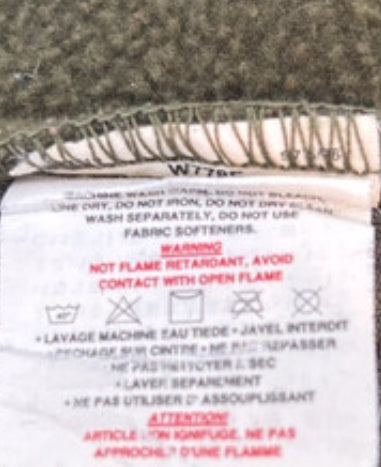 W779
MACHINE WASH WARM, DO NOT BLEACH,
LINE DRY, DO NOT IRON, DO NOT DRY CLEAN
WASH SEPARATELY, DO NOT USE
FABRIC SOFTENERS.
WARNING
NOT FLAME RETARDANT, AVOID
CONTACT WITH OPEN FLAME
40°
• LAVAGE MACHINE EAU TIEDE • JAVEL INTERDIT
• SECHAGE SUR CINTRE • NE PAS REPASSER
• NE PAS NETTOYER A SEC
• LAVER SEPAREMENT
• NE PAS UTILISER D'ASSOUPLISSANT
ATTENTION!
ARTICLE NON IGNIFUGE, NE PAS
APPROCHER D'UNE FLAMME